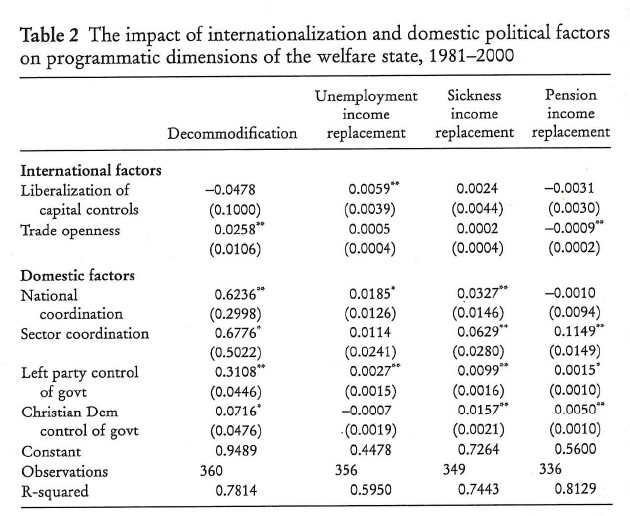 Table 2 The impact of internationalization and domestic political factors
on programmatic dimensions of the welfare state, 1981–2000
Unemployment Sickness Pension
income income income
Decommodification replacement replacement replacement
International factors
Liberalization of −0.0478 0.0059** 0.0024 −0.0031
capital controls (0.1000) (0.0039) (0.0044) (0.0030)
Trade openness 0.0258** 0.0005 0.0002 −0.0009**
(0.0106) (0.0004) (0.0004) (0.0002)
Domestic factors
National 0.6236** 0.0185* 0.0327** −0.0010
coordination (0.2998) (0.0126) (0.0146) (0.0094)
Sector coordination 0.6776* 0.0114 0.0629** 0.1149**
(0.5022) (0.0241) (0.0280) (0.0149)
Left party control 0.3108** 0.0027** 0.0099** 0.0015*
of govt (0.0446) (0.0015) (0.0016) (0.0010)
Christian Dem 0.0716* −0.0007 0.0157** 0.0050**
control of govt (0.0476) (0.0019) (0.0021) (0.0010)
Constant 0.9489 0.4478 0.7264 0.5600
Observations 360 356 349 336
R-squared 0.7814 0.5950 0.7443 0.8129